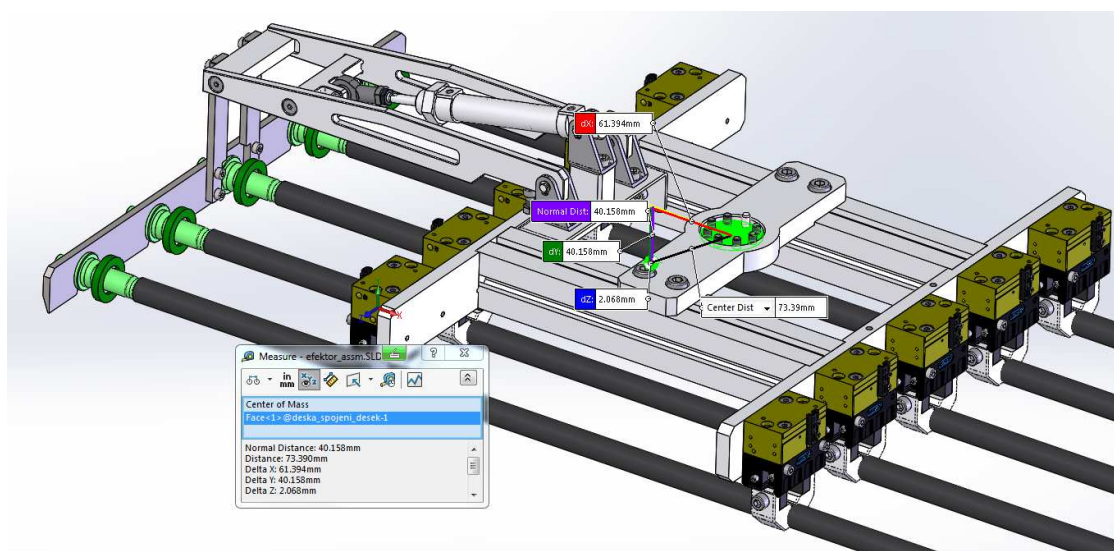 dX: 61.394mm
Normal Dist: 40.158mm
dY: 40.158mm
dZ: 2.068mm
Center Dist 73.39mm
Measure - efektor_assm.SLD
in
mm
Center of Mass
Face<1>@deska_spojeni_desek-1
Normal Distance: 40.158mm
Distance: 73.390mm
Delta X: 61.394mm
Delta Y: 40.158mm
Delta Z: 2.068mm
X